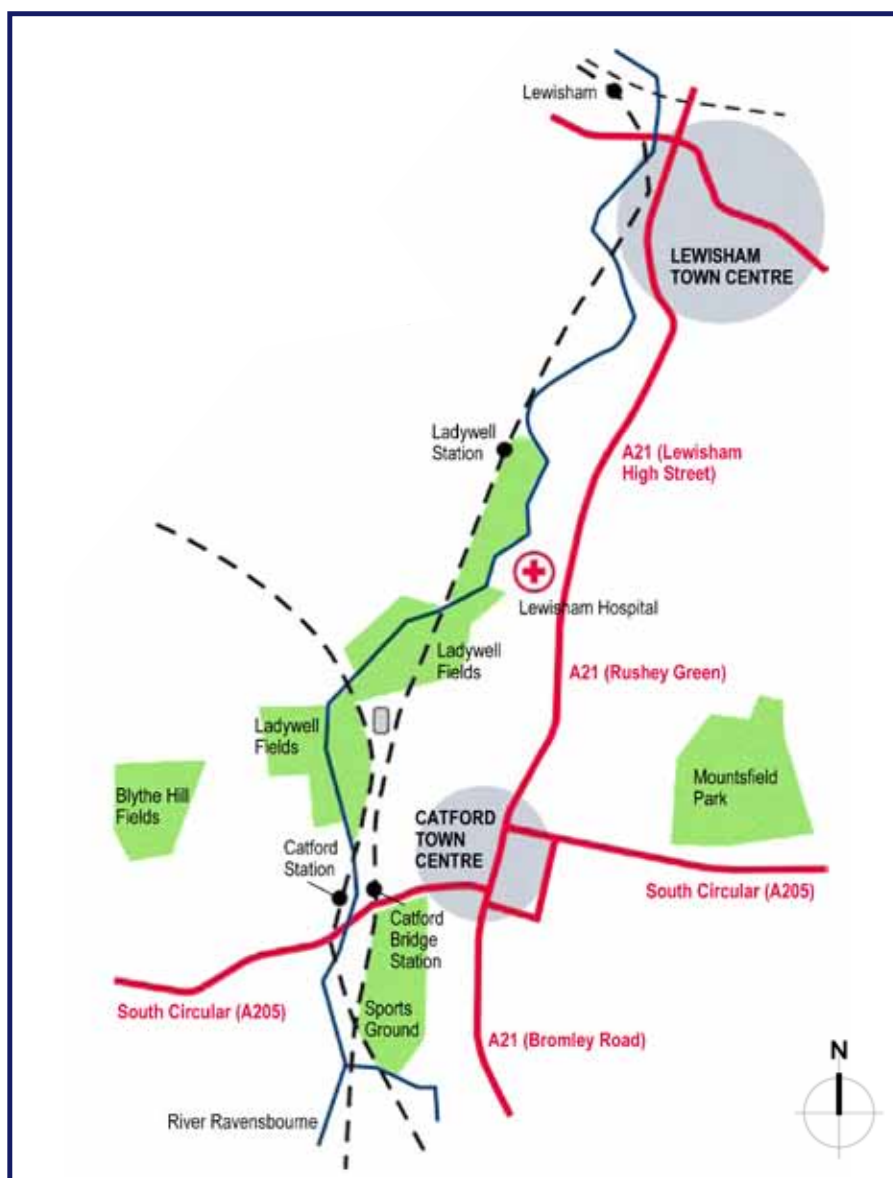 Lewisham
LEWISHAM
TOWN CENTRE
Ladywell
Station
A21 (Lewisham
High Street)
Lewisham Hospital
Ladywell
Fields
A21 (Rushey Green)
Ladywell
Fields
Mountsfield
Park
Blythe Hill
Fields
CATFORD
TOWN
CENTRE
Catford
Station
South Circular (A205)
Catford
Bridge
Station
South Circular (A205)
Sports
Ground
A21 (Bromley Road)
N
River Ravensbourne